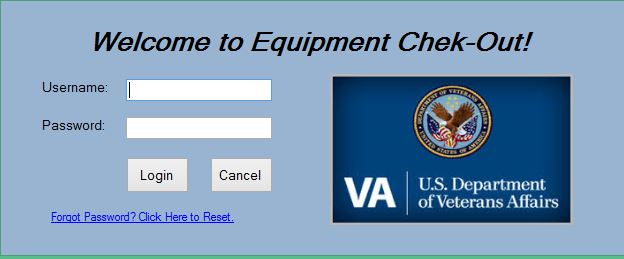 Welcome to Equipment Chek-Out!
Username:
Password:
Login
Cancel
Forgot Password? Click Here to Reset.
DEPARTMENT OF VETERANS AFFAIRS
UNITED STATES OF AMERICA
VA
U.S. Department
of Veterans Affairs